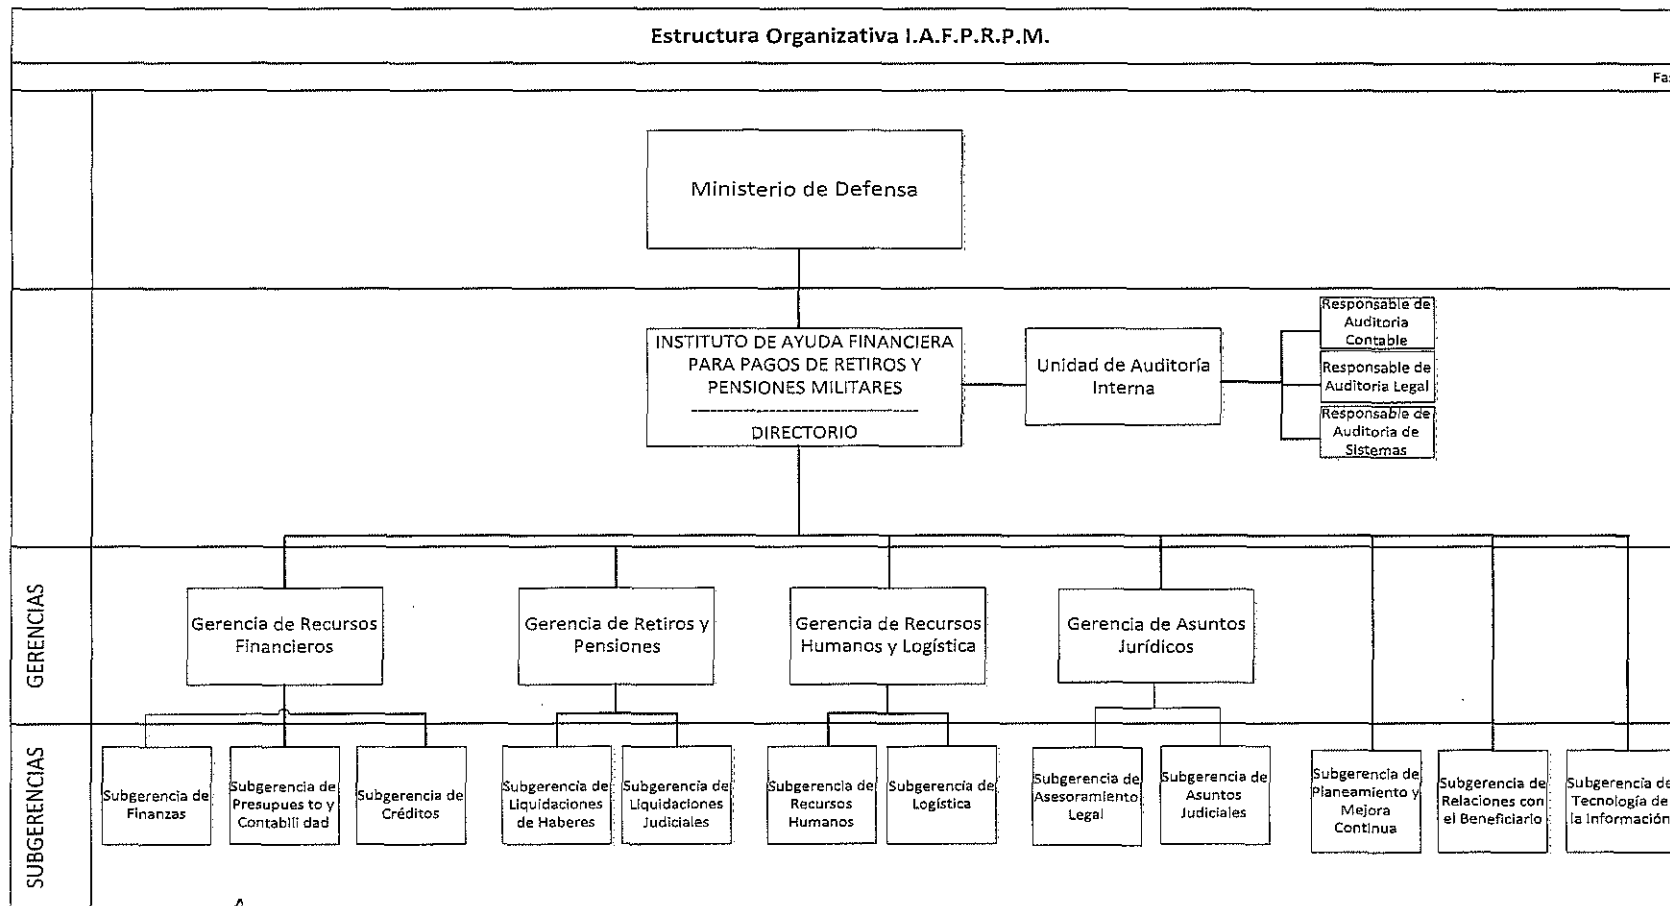 Estructura Organizativa I.A.F.P.R.P.M.
Ministerio de Defensa
INSTITUTO DE AYUDA FINANCIERA
PARA PAGOS DE RETIROS Y
PENSIONES MILITARES
DIRECTORIO
Unidad de Auditoría
Interna
Responsable de
Auditoria
Contable
Responsable de
Auditoria Legal
Responsable de
Auditoria de
Sistemas
GERENCIAS
Gerencia de Recursos
Financieros
Gerencia de Retiros y
Pensiones
Gerencia de Recursos
Humanos y Logística
Gerencia de Asuntos
Jurídicos
SUBGERENCIAS
Subgerencia de
Finanzas
Subgerencia de
Presupues to y
Contabili dad
Subgerencia de
Créditos
Subgerencia de
Liquidaciones
de Haberes
Subgerencia de
Liquidaciones
Judiciales
Subgerencia de
Recursos
Humanos
Subgerencia de
Logística
Subgerencia de
Asesoramiento
Legal
Subgerencia de
Asuntos
Judiciales
Subgerencia de
Planeamiento y
Mejora
Continua
Subgerencia de
Relaciones con
el Beneficiario
Subgerencia de
Tecnología de
la Información